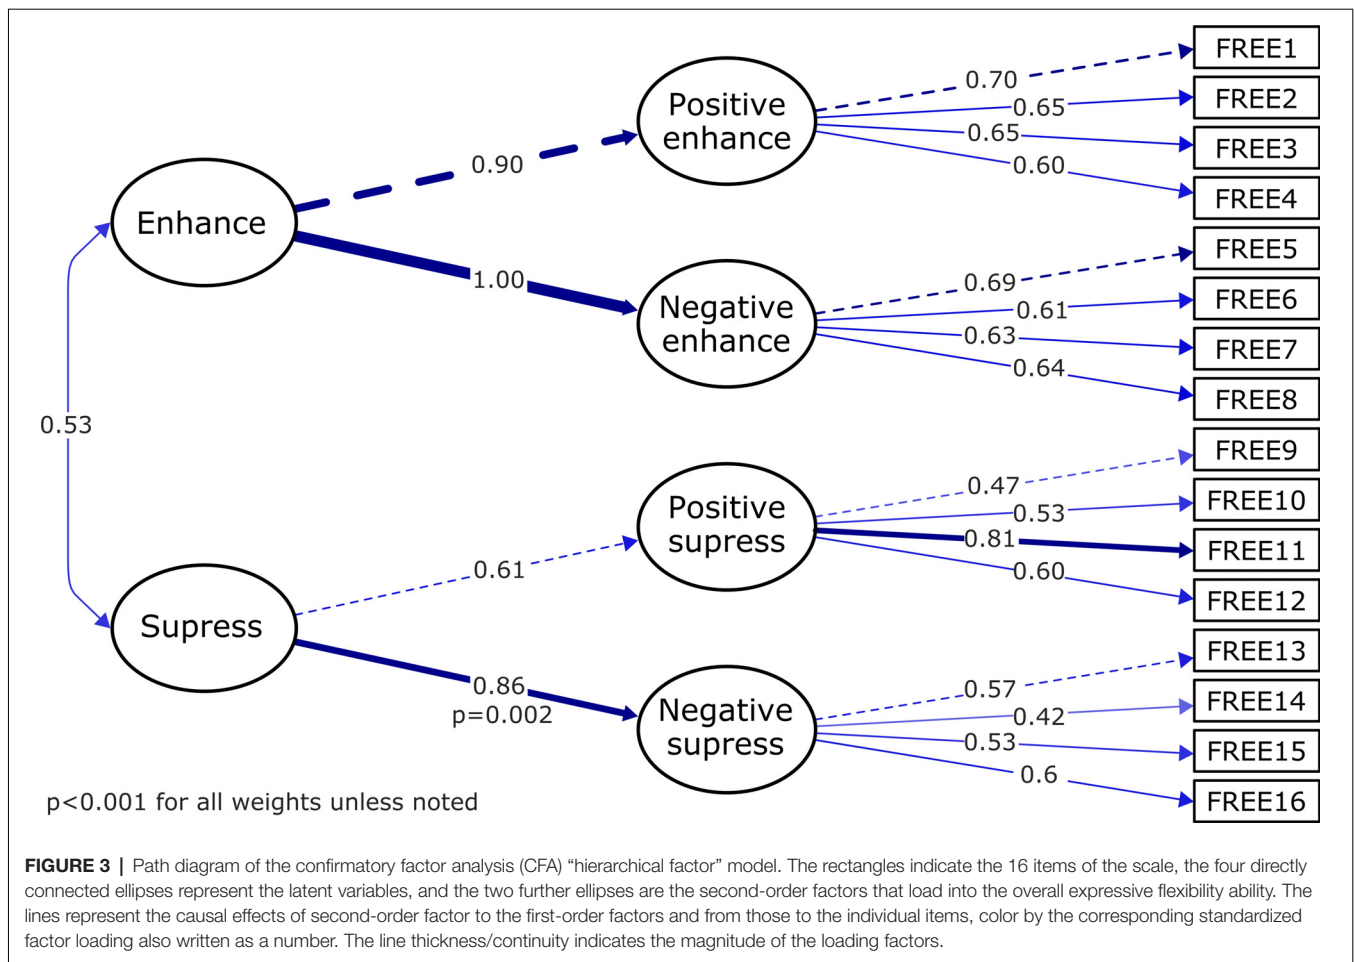 FREE1
0.70
Positive
enhance
0.65
FREE2
0.65
FREE3
0.60
FREE4
0.90
Enhance
1.00
Negative
enhance
0.69
FREE5
0.61
FREE6
0.63
FREE7
0.64
FREE8
0.53
Positive
supress
0.47
FREE9
0.53
FREE10
0.81
FREE11
0.60
FREE12
0.61
Supress
0.86
p=0.002
Negative
supress
0.57
FREE13
0.42
FREE14
0.53
FREE15
0.6
FREE16
p<0.001 for all weights unless noted
FIGURE 3 | Path diagram of the confirmatory factor analysis (CFA) “hierarchical factor” model. The rectangles indicate the 16 items of the scale, the four directly
connected ellipses represent the latent variables, and the two further ellipses are the second-order factors that load into the overall expressive flexibility ability. The
lines represent the causal effects of second-order factor to the first-order factors and from those to the individual items, color by the corresponding standardized
factor loading also written as a number. The line thickness/continuity indicates the magnitude of the loading factors.